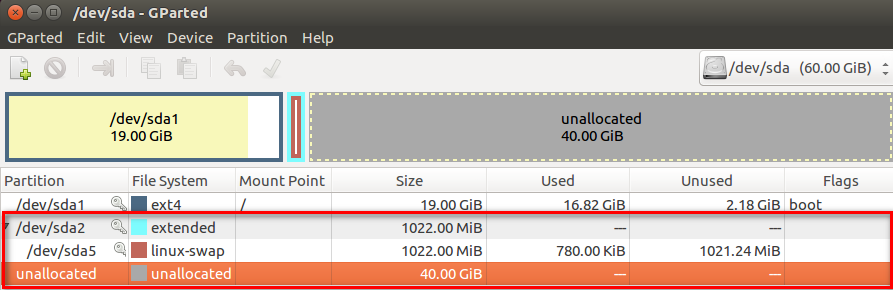 /dev/sda - GParted
GParted Edit View Device Partition Help
/dev/sda (60.00 GiB)
/dev/sda1
19.00 GiB
unallocated
40.00 GiB
Partition File System Mount Point Size Used Unused Flags
/dev/sda1 ext4 / 19.00 GiB 16.82 GiB 2.18 GiB boot
/dev/sda2 extended 1022.00 MiB — —
/dev/sda5 linux-swap 1022.00 MiB 780.00 KiB 1021.24 MiB
unallocated unallocated 40.00 GiB — —